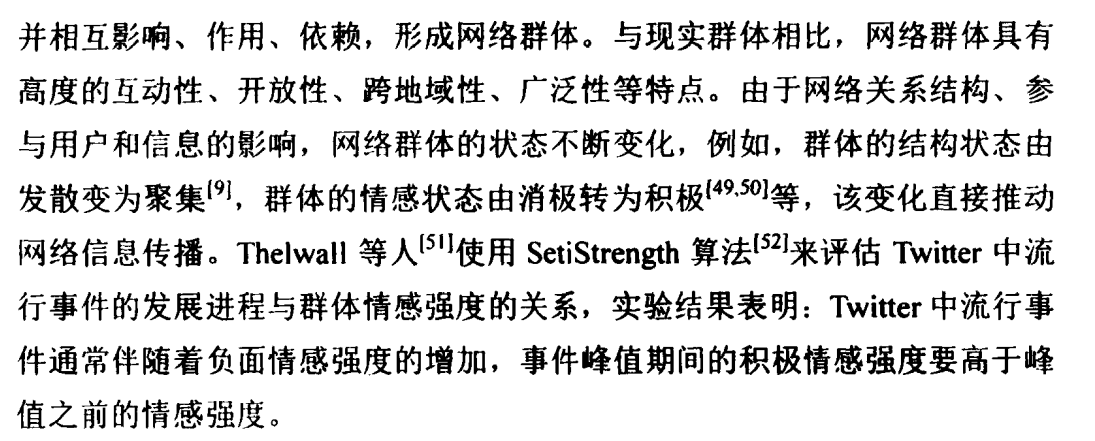 并相互影响、作用、依赖，形成网络群体。与现实群体相比，网络群体具有
高度的互动性、开放性、跨地域性、广泛性等特点。由于网络关系结构、参
与用户和信息的影响，网络群体的状态不断变化，例如，群体的结构状态由
发散变为聚集[9]，群体的情感状态由消极转为积极[49,50]等，该变化直接推动
网络信息传播。Thelwall 等人[51]使用 SetiStrength 算法[52]来评估 Twitter 中流
行事件的发展进程与群体情感强度的关系，实验结果表明：Twitter 中流行事
件通常伴随着负面情感强度的增加，事件峰值期间的积极情感强度要高于峰
值之前的情感强度。